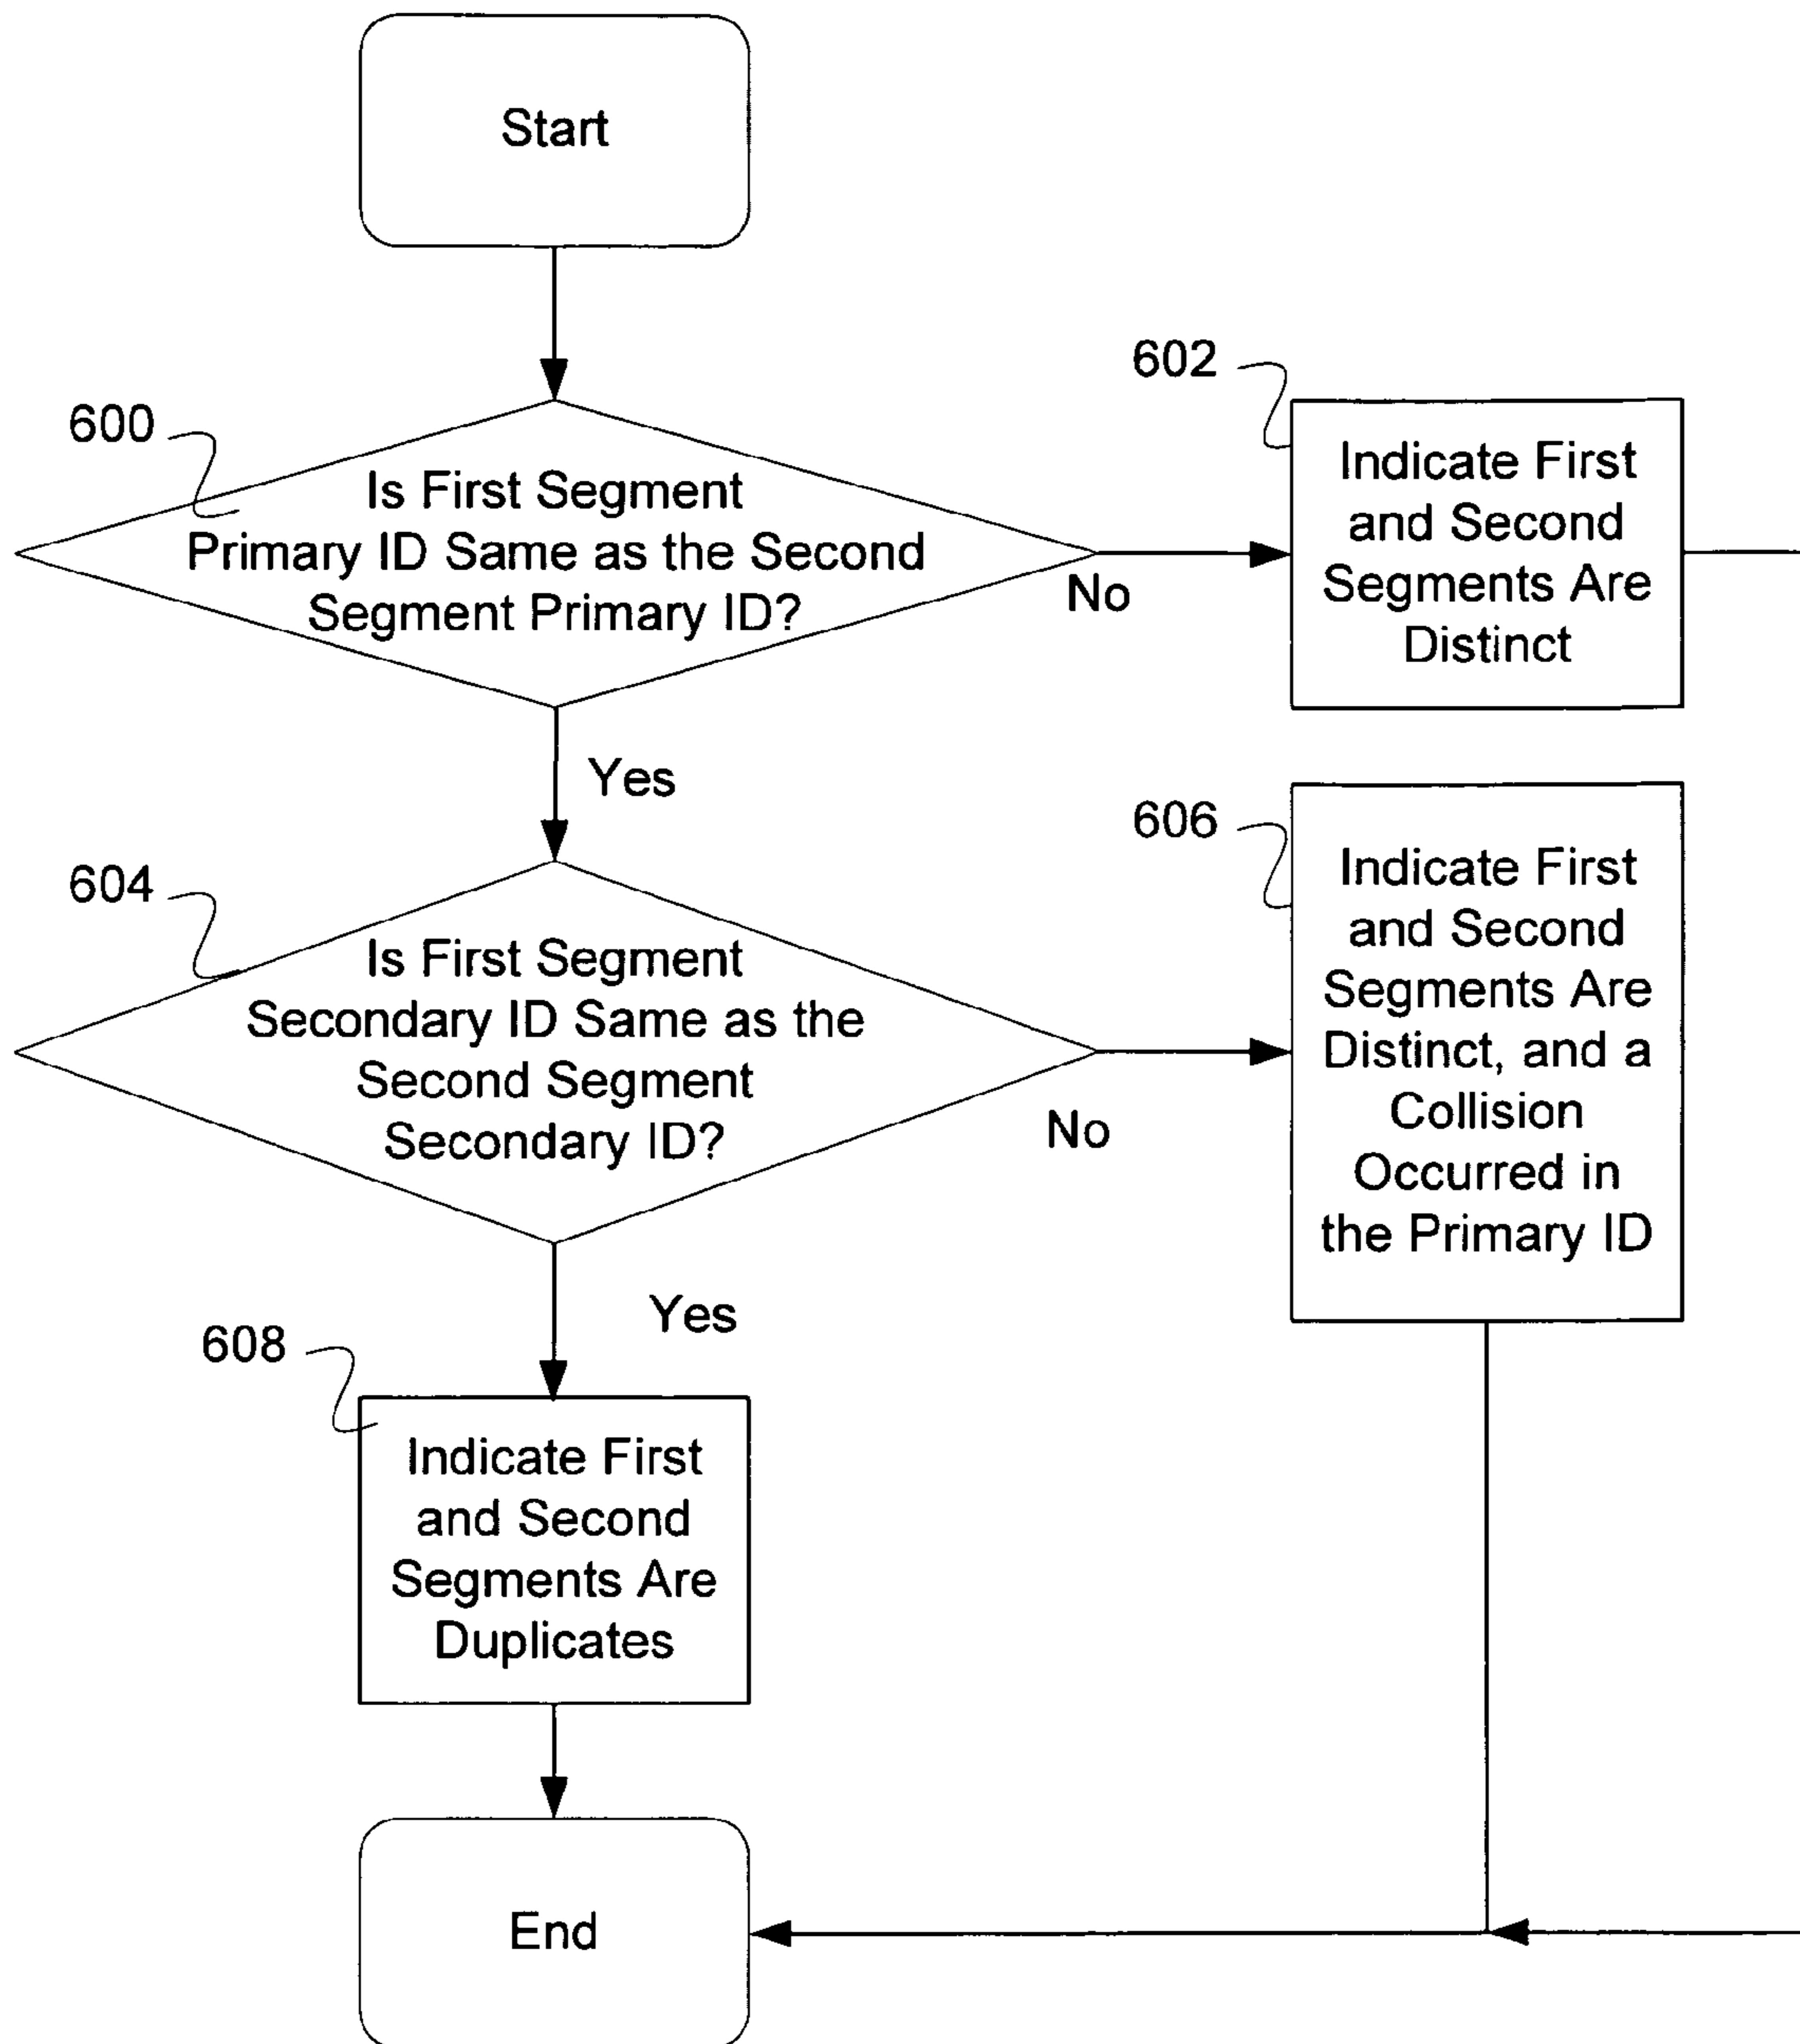 Start
600
Is First Segment
Primary ID Same as the Second
Segment Primary ID?
No
602
Indicate First
and Second
Segments Are
Distinct
Yes
604
Is First Segment
Secondary ID Same as the
Second Segment
Secondary ID?
No
606
Indicate First
and Second
Segments Are
Distinct, and a
Collision
Occurred in
the Primary ID
Yes
608
Indicate First
and Second
Segments Are
Duplicates
End